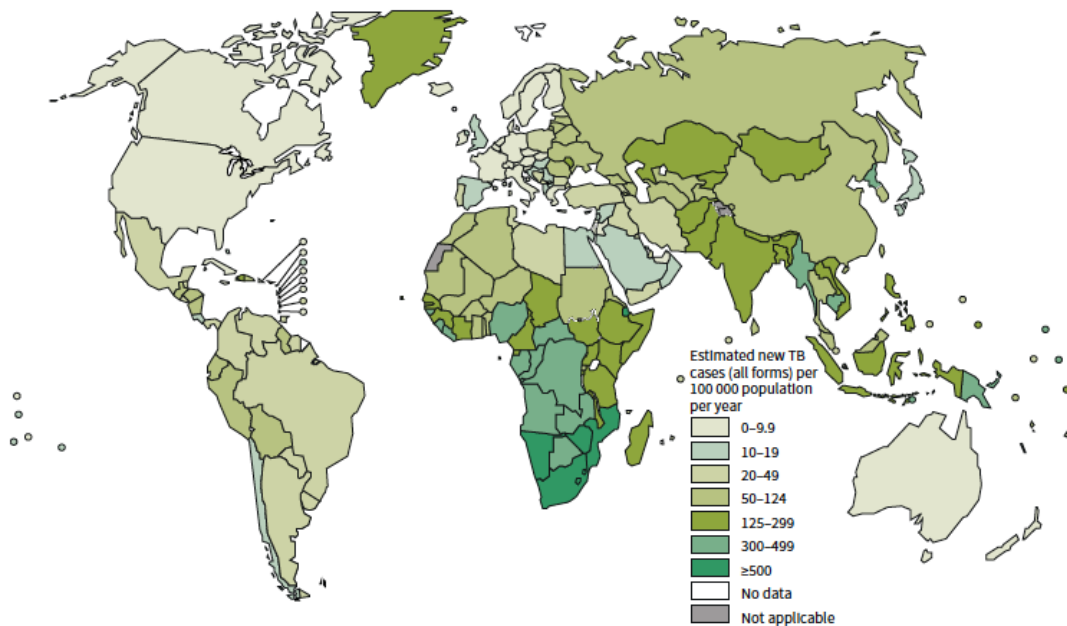 Estimated new TB
cases (all forms) per
100 000 population
per year
0–9.9
10–19
20–49
50–124
125–299
300–499
≥500
No data
Not applicable